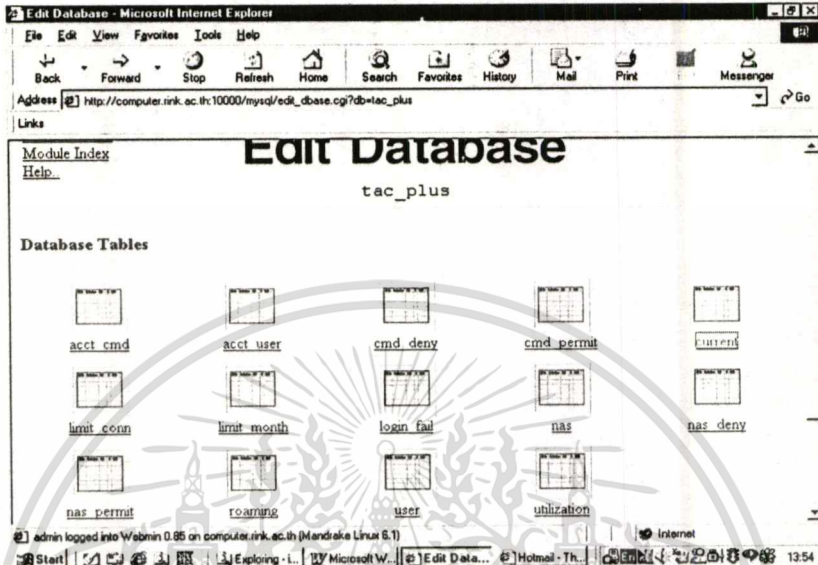 Edit Database - Microsoft Internet Explorer
File Edit View Favorites Tools Help
Back Forward Stop Refresh Home Search Favorites History Mail Print Messenger
Address http://computer.rink.ac.th:10000/mysql/edit_dbase.cgi?db=tac_plus Go
Links
Module Index
Help..
Edit Database
tac_plus
Database Tables
acct_cmd acct_user cmd_deny cmd_permit current
limit_conn limit_month login_fail nas nas_deny
nas_permit roaming user utilization
admin logged into Webmin 0.85 on computer.rink.ac.th (Mandrake Linux 6.1) Internet
Start Exploring - i... Microsoft W... Edit Data... Hotmail - Th... 13:54